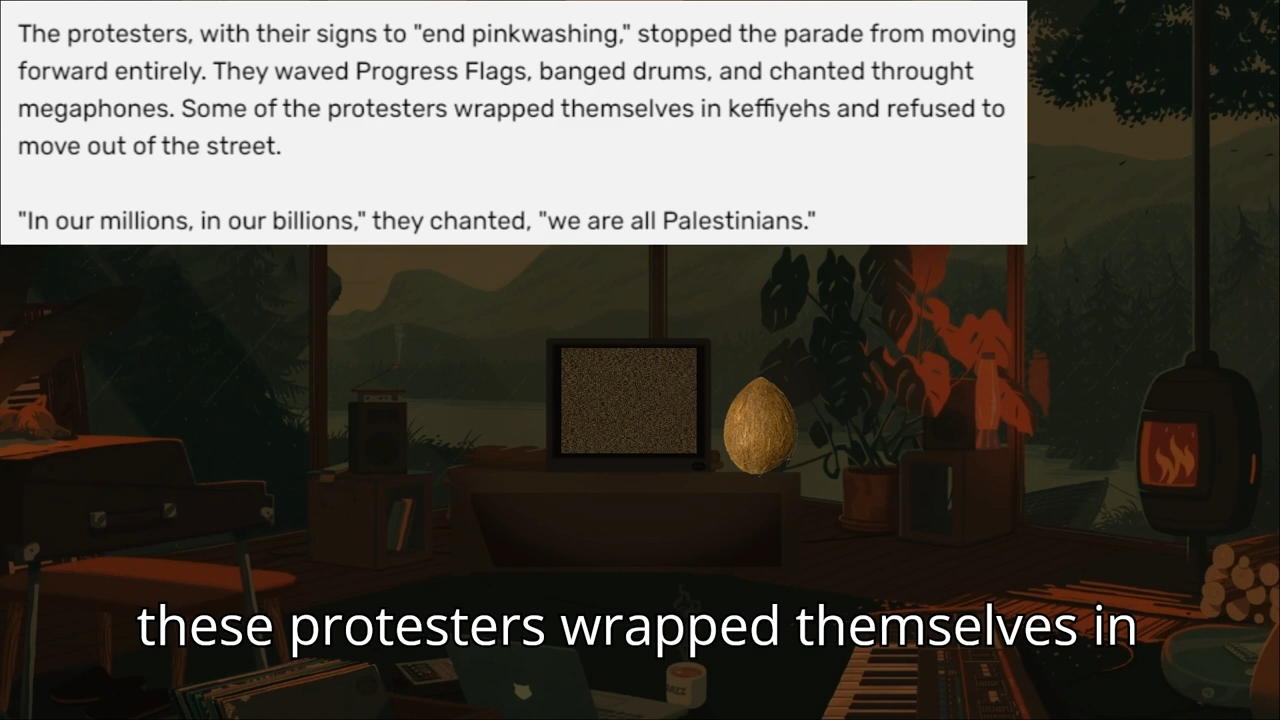 The protesters, with their signs to "end pinkwashing," stopped the parade from moving
forward entirely. They waved Progress Flags, banged drums, and chanted throught
megaphones. Some of the protesters wrapped themselves in keffiyehs and refused to
move out of the street.
"In our millions, in our billions," they chanted, "we are all Palestinians."
these protesters wrapped themselves in